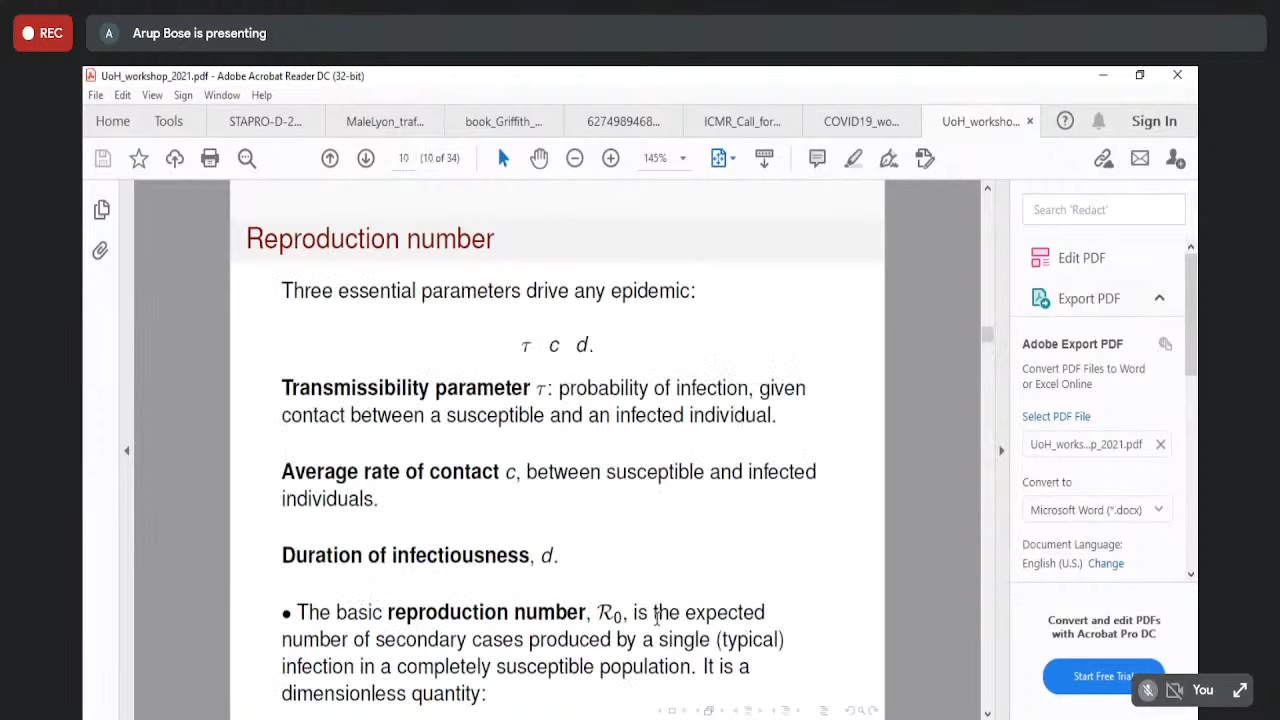 REC
A Arup Bose is presenting
UoH_workshop_2021.pdf - Adobe Acrobat Reader DC (32-bit)
File Edit View Sign Window Help
Home Tools STAPRO-D-2... MaleLyon_traf... book_Griffith_... 6274989468... ICMR_Call_for... COVID19_wo... UoH_worksho... × Sign In
10 (10 of 34) 145%
Search 'Redact'
Reproduction number
Three essential parameters drive any epidemic:
τ c d.
Transmissibility parameter τ: probability of infection, given
contact between a susceptible and an infected individual.
Average rate of contact c, between susceptible and infected
individuals.
Duration of infectiousness, d.
• The basic reproduction number, R₀, is the expected
number of secondary cases produced by a single (typical)
infection in a completely susceptible population. It is a
dimensionless quantity:
Edit PDF
Export PDF
Adobe Export PDF
Convert PDF Files to Word
or Excel Online
Select PDF File
UoH_works...p_2021.pdf
Convert to
Microsoft Word (*.docx)
Document Language:
English (U.S.) Change
Convert and edit PDFs
with Acrobat Pro DC
Start Free Trial
You